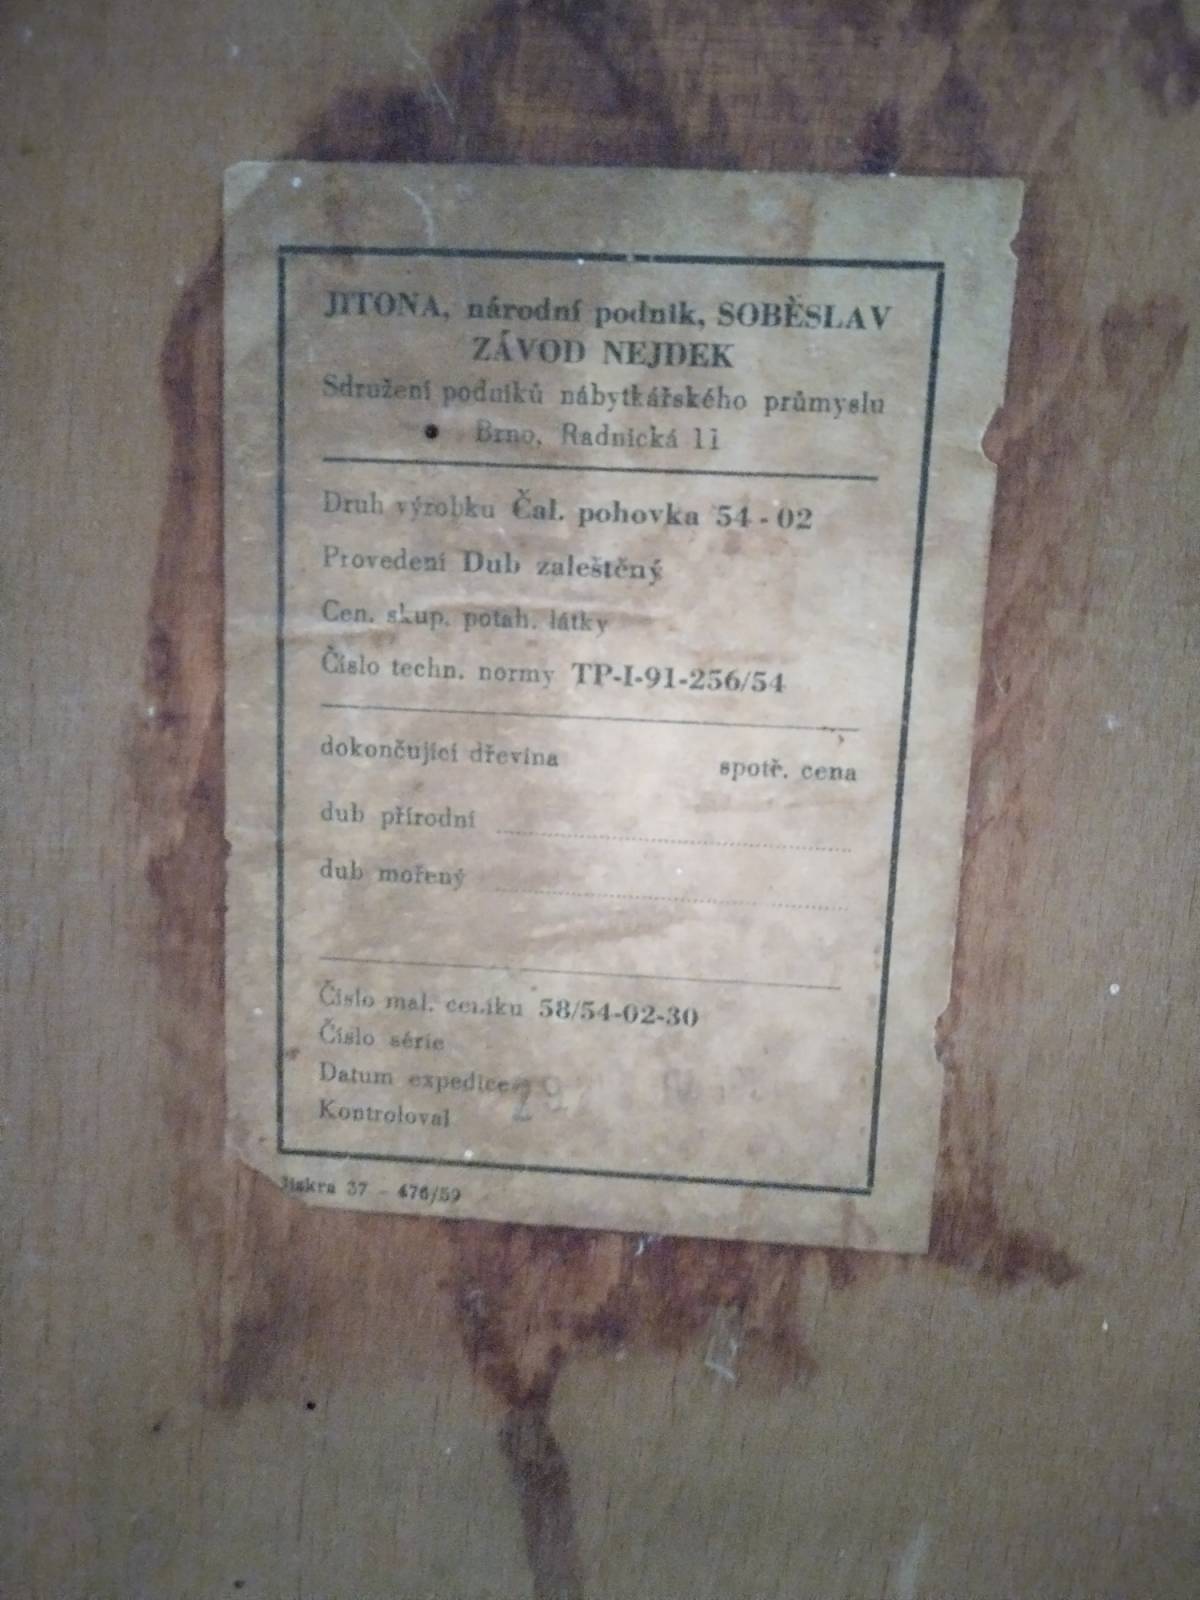 JITONA, národní podnik, SOBĚSLAV
ZÁVOD NEJDEK
Sdružení podniků nábytkářského průmyslu
Brno, Radnická 11
Druh výrobku Čal. pohovka 54-02
Provedení Dub zaleštěný
Cen. skup. potah. látky
Číslo techn. normy TP-I-91-256/54
dokončující dřevina spotř. cena
dub přírodní
dub mořený
Číslo mal. ceníku 58/54-02-30
Číslo série
Datum expedice 29
Kontroloval
Jiskra 37 - 476/59